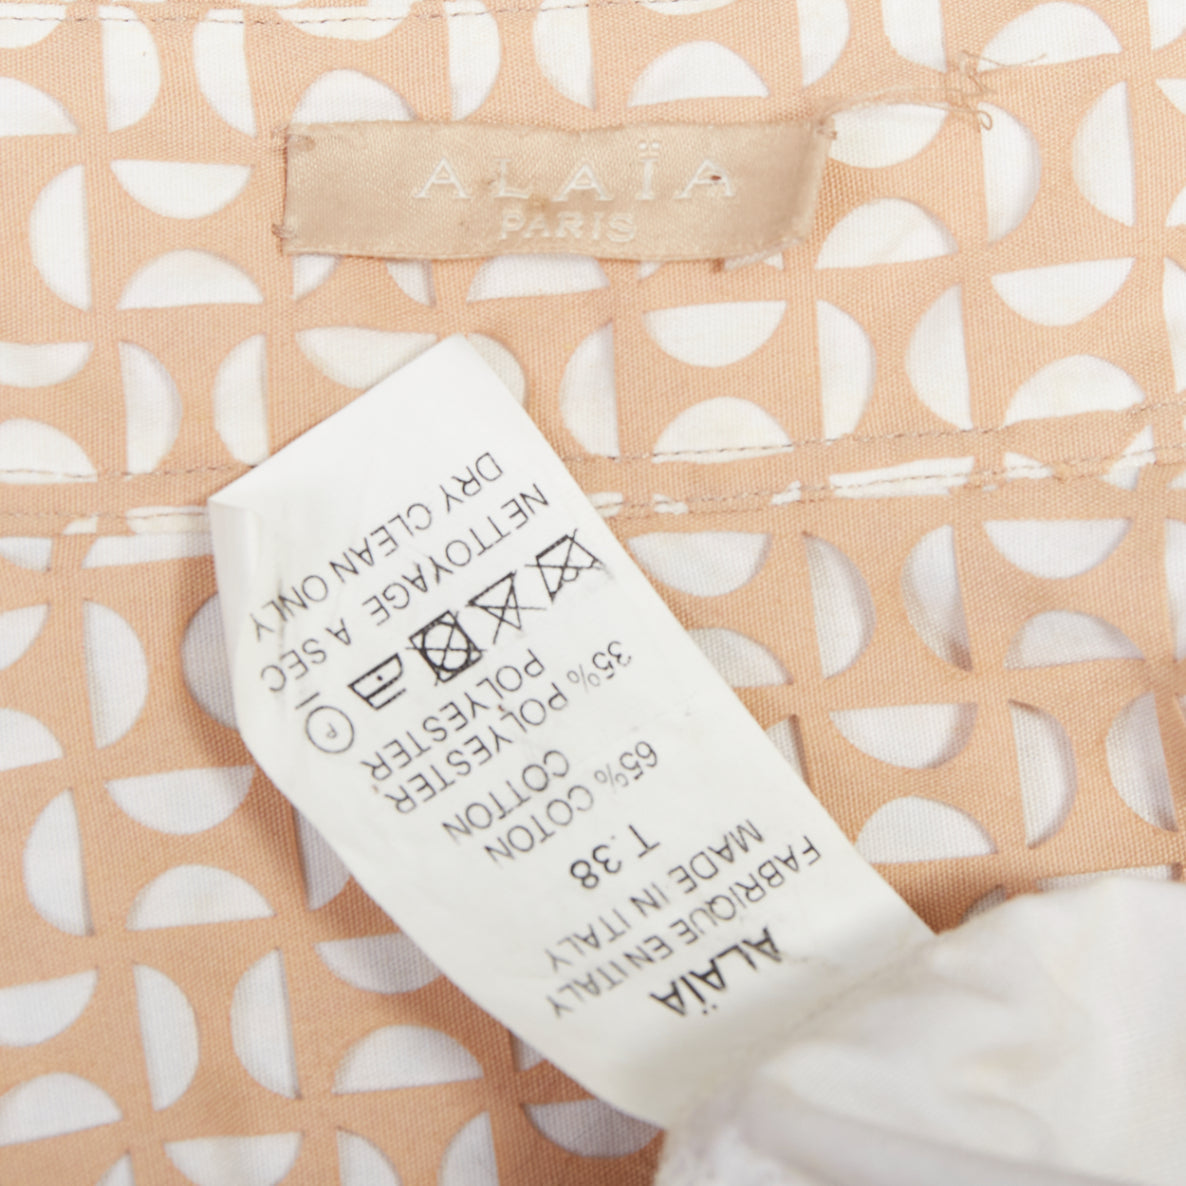 ALAÏA
PARIS
ALAÏA
FABRIQUE EN ITALY
MADE IN ITALY
T. 38
65% COTON
COTTON
35% POLYESTER
POLYESTER
P
NETTOYAGE A SEC
DRY CLEAN ONLY